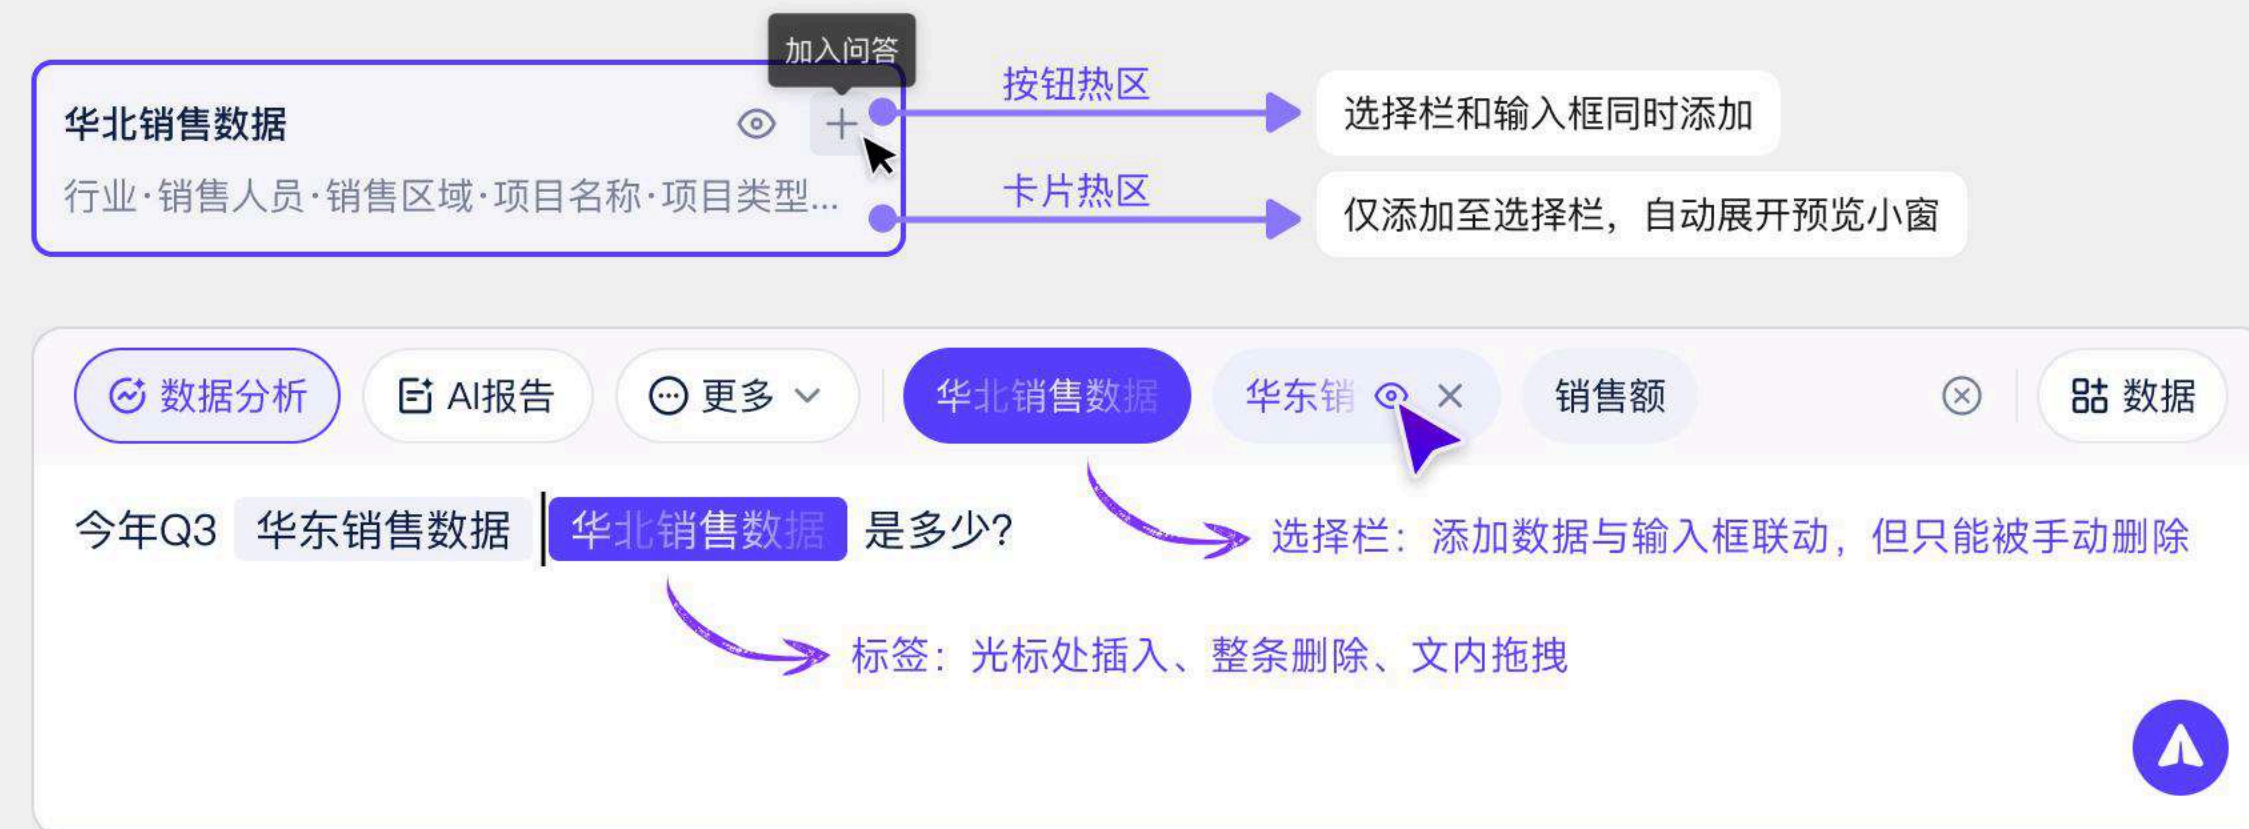 加入问答
按钮热区
华北销售数据
选择栏和输入框同时添加
行业·销售人员·销售区域·项目名称·项目类型...
卡片热区
仅添加至选择栏，自动展开预览小窗
数据分析 AI报告 更多 华北销售数据 华东销 销售额 数据
今年Q3 华东销售数据 华北销售数据 是多少?
选择栏：添加数据与输入框联动，但只能被手动删除
标签：光标处插入、整条删除、文内拖拽